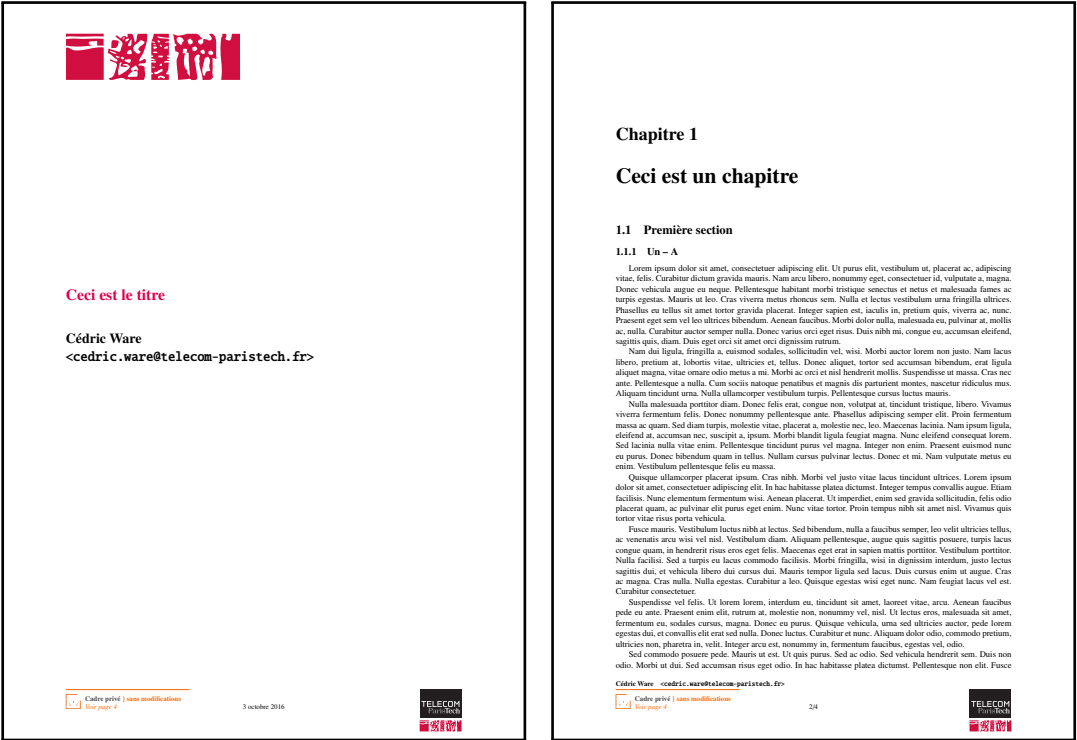 Ceci est le titre
Cédric Ware
<cedric.ware@telecom-paristech.fr>
Cadre privé ] sans modifications
Voir page 4
3 octobre 2016
TELECOM
ParisTech
Chapitre 1
Ceci est un chapitre
1.1 Première section
1.1.1 Un – A
Lorem ipsum dolor sit amet, consectetuer adipiscing elit. Ut purus elit, vestibulum ut, placerat ac, adipiscing
vitae, felis. Curabitur dictum gravida mauris. Nam arcu libero, nonummy eget, consectetuer id, vulputate a, magna.
Donec vehicula augue eu neque. Pellentesque habitant morbi tristique senectus et netus et malesuada fames ac
turpis egestas. Mauris ut leo. Cras viverra metus rhoncus sem. Nulla et lectus vestibulum urna fringilla ultrices.
Phasellus eu tellus sit amet tortor gravida placerat. Integer sapien est, iaculis in, pretium quis, viverra ac, nunc.
Praesent eget sem vel leo ultrices bibendum. Aenean faucibus. Morbi dolor nulla, malesuada eu, pulvinar at, mollis
ac, nulla. Curabitur auctor semper nulla. Donec varius orci eget risus. Duis nibh mi, congue eu, accumsan eleifend,
sagittis quis, diam. Duis eget orci sit amet orci dignissim rutrum.
Nam dui ligula, fringilla a, euismod sodales, sollicitudin vel, wisi. Morbi auctor lorem non justo. Nam lacus
libero, pretium at, lobortis vitae, ultricies et, tellus. Donec aliquet, tortor sed accumsan bibendum, erat ligula
aliquet magna, vitae ornare odio metus a mi. Morbi ac orci et nisl hendrerit mollis. Suspendisse ut massa. Cras nec
ante. Pellentesque a nulla. Cum sociis natoque penatibus et magnis dis parturient montes, nascetur ridiculus mus.
Aliquam tincidunt urna. Nulla ullamcorper vestibulum turpis. Pellentesque cursus luctus mauris.
Nulla malesuada porttitor diam. Donec felis erat, congue non, volutpat at, tincidunt tristique, libero. Vivamus
viverra fermentum felis. Donec nonummy pellentesque ante. Phasellus adipiscing semper elit. Proin fermentum
massa ac quam. Sed diam turpis, molestie vitae, placerat a, molestie nec, leo. Maecenas lacinia. Nam ipsum ligula,
eleifend at, accumsan nec, suscipit a, ipsum. Morbi blandit ligula feugiat magna. Nunc eleifend consequat lorem.
Sed lacinia nulla vitae enim. Pellentesque tincidunt purus vel magna. Integer non enim. Praesent euismod nunc
eu purus. Donec bibendum quam in tellus. Nullam cursus pulvinar lectus. Donec et mi. Nam vulputate metus eu
enim. Vestibulum pellentesque felis eu massa.
Quisque ullamcorper placerat ipsum. Cras nibh. Morbi vel justo vitae lacus tincidunt ultrices. Lorem ipsum
dolor sit amet, consectetuer adipiscing elit. In hac habitasse platea dictumst. Integer tempus convallis augue. Etiam
facilisis. Nunc elementum fermentum wisi. Aenean placerat. Ut imperdiet, enim sed gravida sollicitudin, felis odio
placerat quam, ac pulvinar elit purus eget enim. Nunc vitae tortor. Proin tempus nibh sit amet nisl. Vivamus quis
tortor vitae risus porta vehicula.
Fusce mauris. Vestibulum luctus nibh at lectus. Sed bibendum, nulla a faucibus semper, leo velit ultricies tellus,
ac venenatis arcu wisi vel nisl. Vestibulum diam. Aliquam pellentesque, augue quis sagittis posuere, turpis lacus
congue quam, in hendrerit risus eros eget felis. Maecenas eget erat in sapien mattis porttitor. Vestibulum porttitor.
Nulla facilisi. Sed a turpis eu lacus commodo facilisis. Morbi fringilla, wisi in dignissim interdum, justo lectus
sagittis dui, et vehicula libero dui cursus dui. Mauris tempor ligula sed lacus. Duis cursus enim ut augue. Cras
ac magna. Cras nulla. Nulla egestas. Curabitur a leo. Quisque egestas wisi eget nunc. Nam feugiat lacus vel est.
Curabitur consectetuer.
Suspendisse vel felis. Ut lorem lorem, interdum eu, tincidunt sit amet, laoreet vitae, arcu. Aenean faucibus
pede eu ante. Praesent enim elit, rutrum at, molestie non, nonummy vel, nisl. Ut lectus eros, malesuada sit amet,
fermentum eu, sodales cursus, magna. Donec eu purus. Quisque vehicula, urna sed ultricies auctor, pede lorem
egestas dui, et convallis elit erat sed nulla. Donec luctus. Curabitur et nunc. Aliquam dolor odio, commodo pretium,
ultricies non, pharetra in, velit. Integer arcu est, nonummy in, fermentum faucibus, egestas vel, odio.
Sed commodo posuere pede. Mauris ut est. Ut quis purus. Sed ac odio. Sed vehicula hendrerit sem. Duis non
odio. Morbi ut dui. Sed accumsan risus eget odio. In hac habitasse platea dictumst. Pellentesque non elit. Fusce
Cédric Ware <cedric.ware@telecom-paristech.fr>
Cadre privé ] sans modifications
Voir page 4
2/4
TELECOM
ParisTech